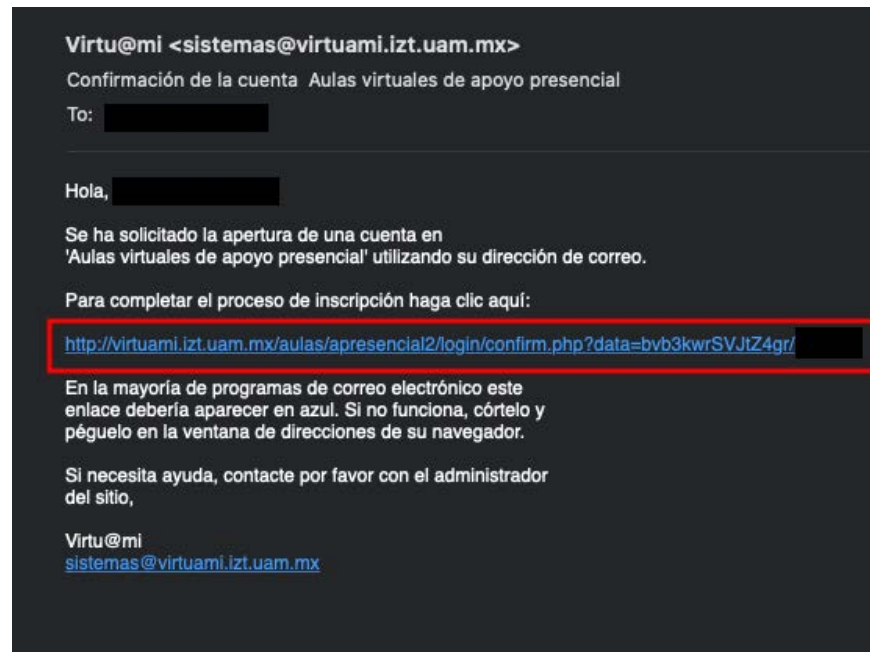 Virtu@mi <sistemas@virtuami.izt.uam.mx>
Confirmación de la cuenta Aulas virtuales de apoyo presencial
To:
Hola,
Se ha solicitado la apertura de una cuenta en
'Aulas virtuales de apoyo presencial' utilizando su dirección de correo.
Para completar el proceso de inscripción haga clic aquí:
http://virtuami.izt.uam.mx/aulas/apresencial2/login/confirm.php?data=bvb3kwrSVJtZ4gr/
En la mayoría de programas de correo electrónico este
enlace debería aparecer en azul. Si no funciona, córtelo y
péguelo en la ventana de direcciones de su navegador.
Si necesita ayuda, contacte por favor con el administrador
del sitio,
Virtu@mi
sistemas@virtuami.izt.uam.mx